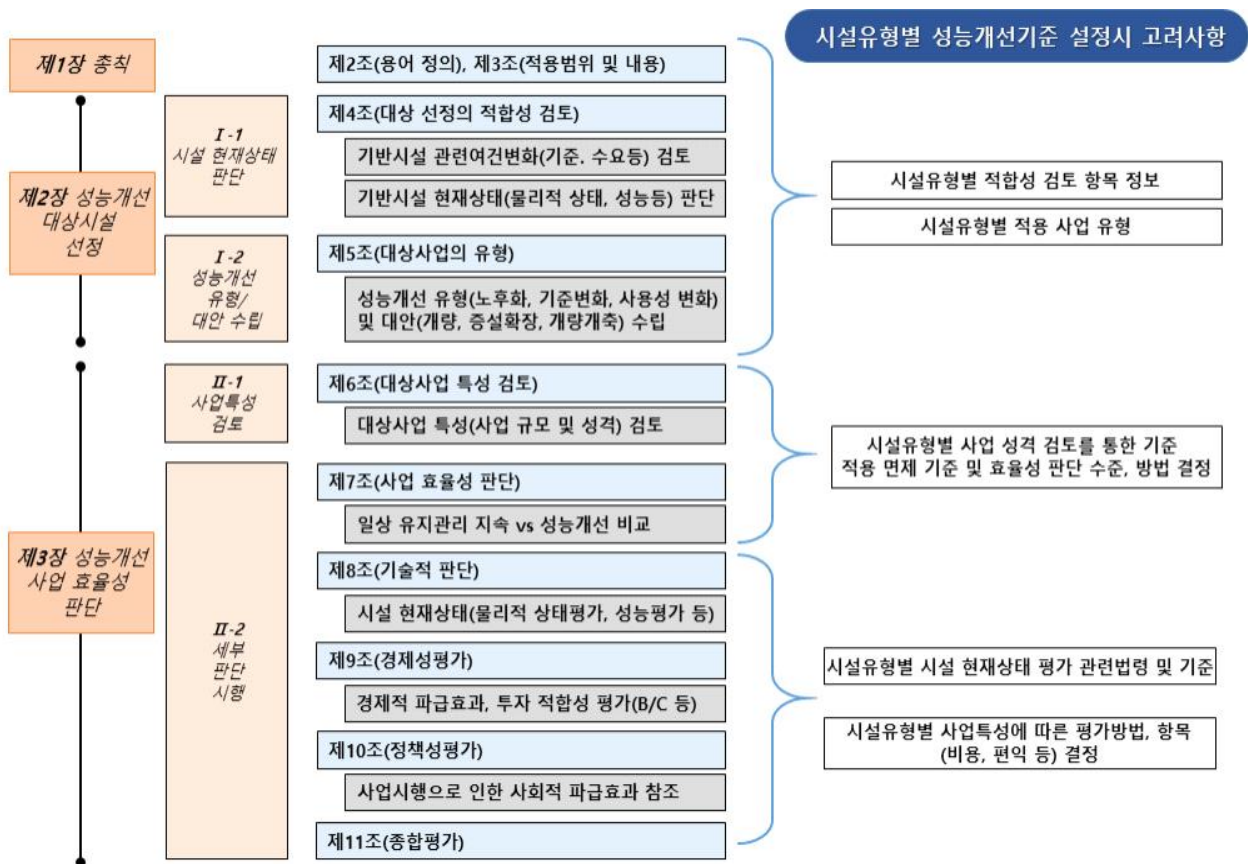 시설유형별 성능개선기준 설정시 고려사항
제1장 총칙
제2조(용어 정의), 제3조(적용범위 및 내용)
제2장 성능개선
대상시설
선정
I-1
시설 현재상태
판단
제4조(대상 선정의 적합성 검토)
기반시설 관련여건변화(기준. 수요등) 검토
기반시설 현재상태(물리적 상태, 성능등) 판단
I-2
성능개선
유형/
대안 수립
제5조(대상사업의 유형)
성능개선 유형(노후화, 기준변화, 사용성 변화)
및 대안(개량, 증설확장, 개량개축) 수립
시설유형별 적합성 검토 항목 정보
시설유형별 적용 사업 유형
제3장 성능개선
사업 효율성
판단
II-1
사업특성
검토
제6조(대상사업 특성 검토)
대상사업 특성(사업 규모 및 성격) 검토
II-2
세부
판단
시행
제7조(사업 효율성 판단)
일상 유지관리 지속 vs 성능개선 비교
시설유형별 사업 성격 검토를 통한 기준
적용 면제 기준 및 효율성 판단 수준, 방법 결정
제8조(기술적 판단)
시설 현재상태(물리적 상태평가, 성능평가 등)
제9조(경제성평가)
경제적 파급효과, 투자 적합성 평가(B/C 등)
제10조(정책성평가)
사업시행으로 인한 사회적 파급효과 참조
제11조(종합평가)
시설유형별 시설 현재상태 평가 관련법령 및 기준
시설유형별 사업특성에 따른 평가방법, 항목
(비용, 편익 등) 결정